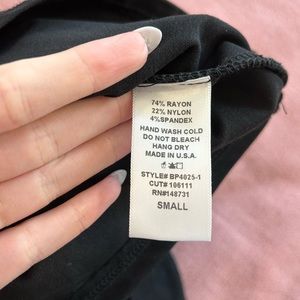 74% RAYON
22% NYLON
4%SPANDEX
HAND WASH COLD
DO NOT BLEACH
HANG DRY
MADE IN U.S.A.
STYLE# BP4025-1
CUT# 106111
RN#148731
SMALL